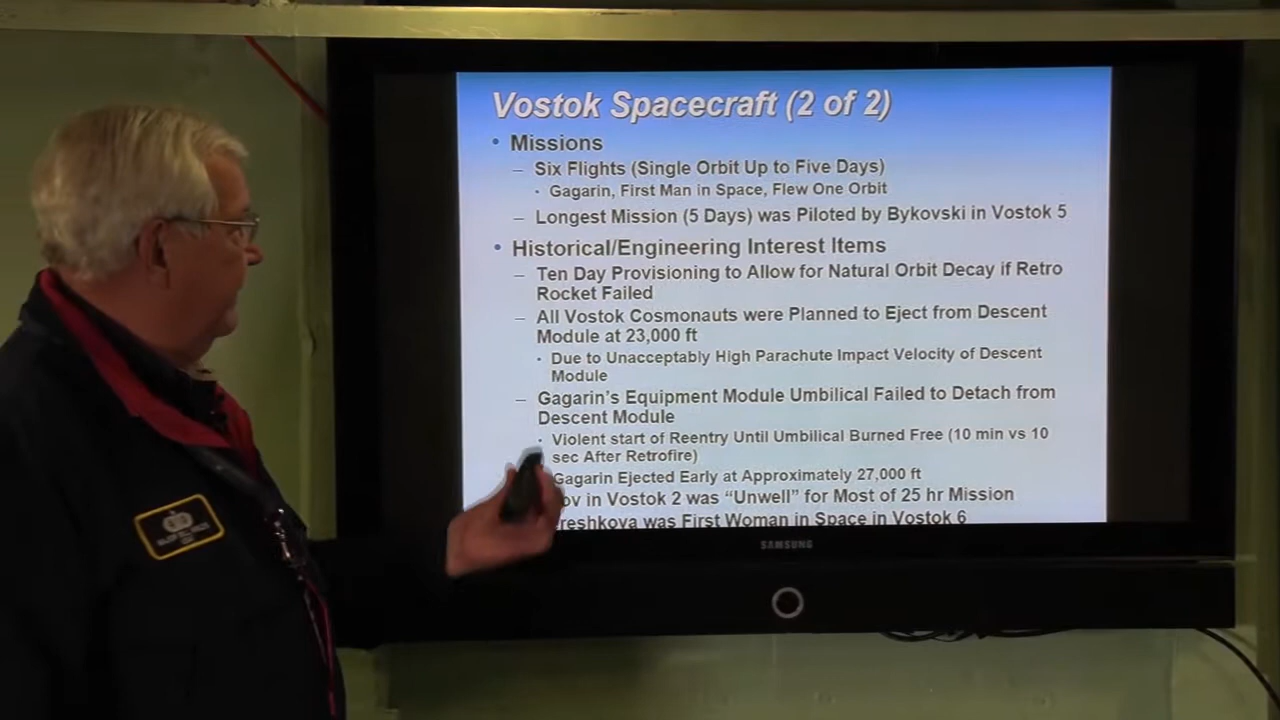 Vostok Spacecraft (2 of 2)
• Missions
– Six Flights (Single Orbit Up to Five Days)
· Gagarin, First Man in Space, Flew One Orbit
– Longest Mission (5 Days) was Piloted by Bykovski in Vostok 5
• Historical/Engineering Interest Items
– Ten Day Provisioning to Allow for Natural Orbit Decay if Retro
Rocket Failed
– All Vostok Cosmonauts were Planned to Eject from Descent
Module at 23,000 ft
· Due to Unacceptably High Parachute Impact Velocity of Descent
Module
– Gagarin's Equipment Module Umbilical Failed to Detach from
Descent Module
· Violent start of Reentry Until Umbilical Burned Free (10 min vs 10
sec After Retrofire)
Gagarin Ejected Early at Approximately 27,000 ft
ov in Vostok 2 was “Unwell” for Most of 25 hr Mission
reshkova was First Woman in Space in Vostok 6
SAMSUNG